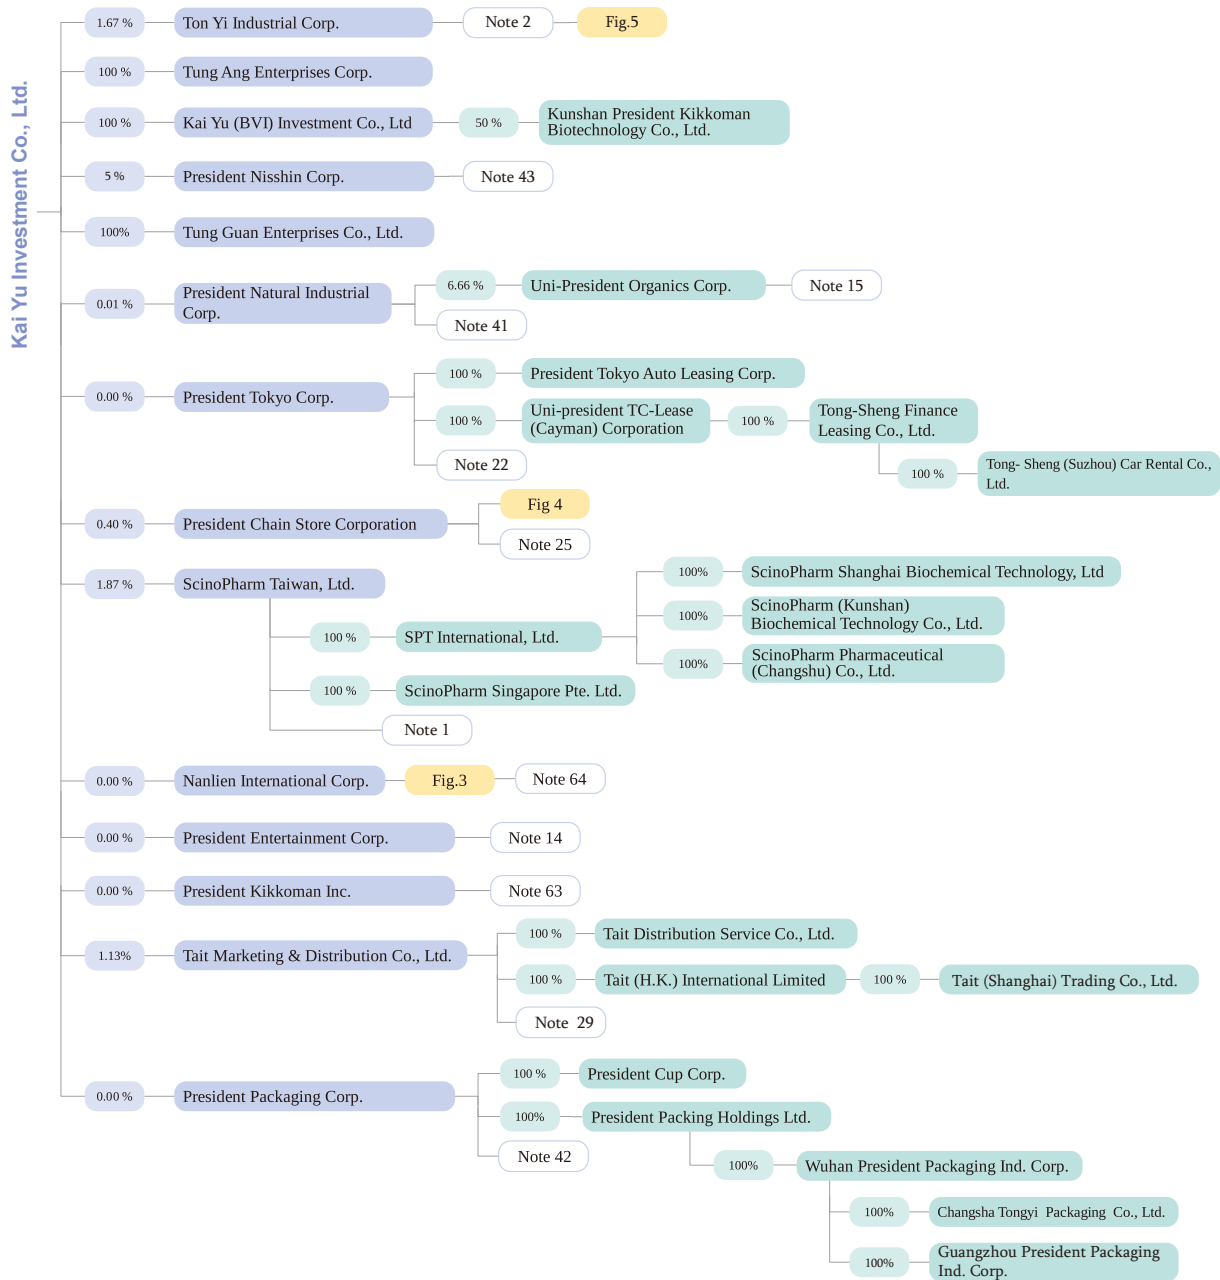 Kai Yu Investment Co., Ltd.
1.67 %
Ton Yi Industrial Corp.
Note 2
Fig.5
100 %
Tung Ang Enterprises Corp.
100 %
Kai Yu (BVI) Investment Co., Ltd
50 %
Kunshan President Kikkoman
Biotechnology Co., Ltd.
5 %
President Nisshin Corp.
Note 43
100%
Tung Guan Enterprises Co., Ltd.
0.01 %
President Natural Industrial
Corp.
6.66 %
Uni-President Organics Corp.
Note 15
Note 41
0.00 %
President Tokyo Corp.
100 %
President Tokyo Auto Leasing Corp.
100 %
Uni-president TC-Lease
(Cayman) Corporation
100 %
Tong-Sheng Finance
Leasing Co., Ltd.
100 %
Tong- Sheng (Suzhou) Car Rental Co.,
Ltd.
Note 22
0.40 %
President Chain Store Corporation
Fig 4
Note 25
1.87 %
ScinoPharm Taiwan, Ltd.
100 %
SPT International, Ltd.
100%
ScinoPharm Shanghai Biochemical Technology, Ltd
100%
ScinoPharm (Kunshan)
Biochemical Technology Co., Ltd.
100%
ScinoPharm Pharmaceutical
(Changshu) Co., Ltd.
100 %
ScinoPharm Singapore Pte. Ltd.
Note 1
0.00 %
Nanlien International Corp.
Fig.3
Note 64
0.00 %
President Entertainment Corp.
Note 14
0.00 %
President Kikkoman Inc.
Note 63
1.13%
Tait Marketing & Distribution Co., Ltd.
100 %
Tait Distribution Service Co., Ltd.
100 %
Tait (H.K.) International Limited
100 %
Tait (Shanghai) Trading Co., Ltd.
Note 29
0.00 %
President Packaging Corp.
100 %
President Cup Corp.
100%
President Packing Holdings Ltd.
Note 42
100%
Wuhan President Packaging Ind. Corp.
100%
Changsha Tongyi Packaging Co., Ltd.
100%
Guangzhou President Packaging
Ind. Corp.